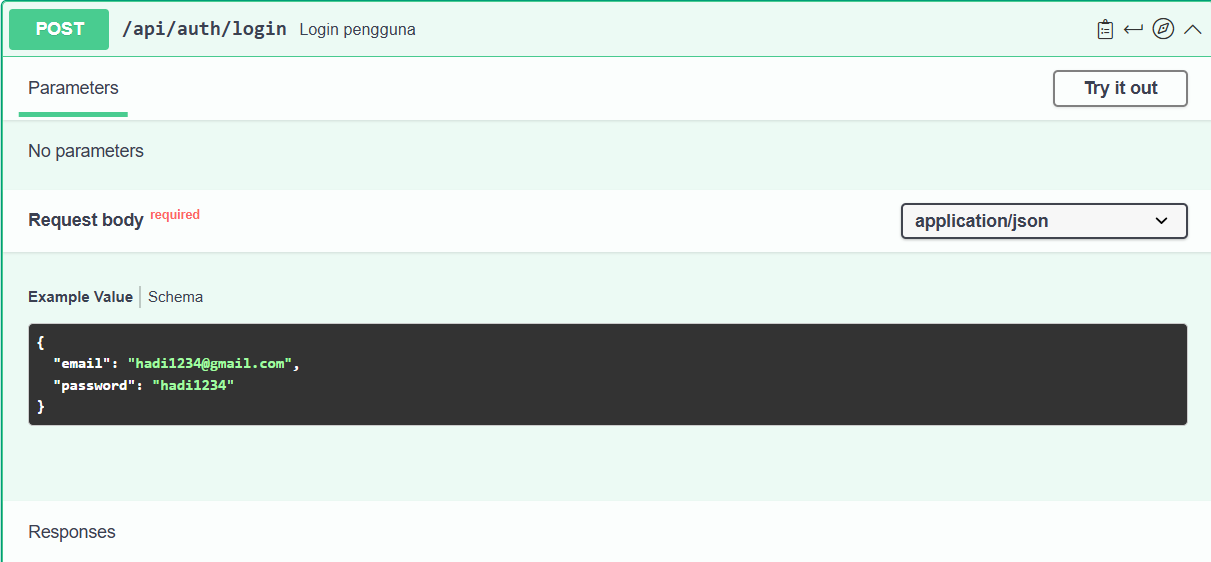 POST /api/auth/login Login pengguna
Parameters
Try it out
No parameters
Request body required
application/json
Example Value Schema
{
  "email": "hadi1234@gmail.com",
  "password": "hadi1234"
}
Responses